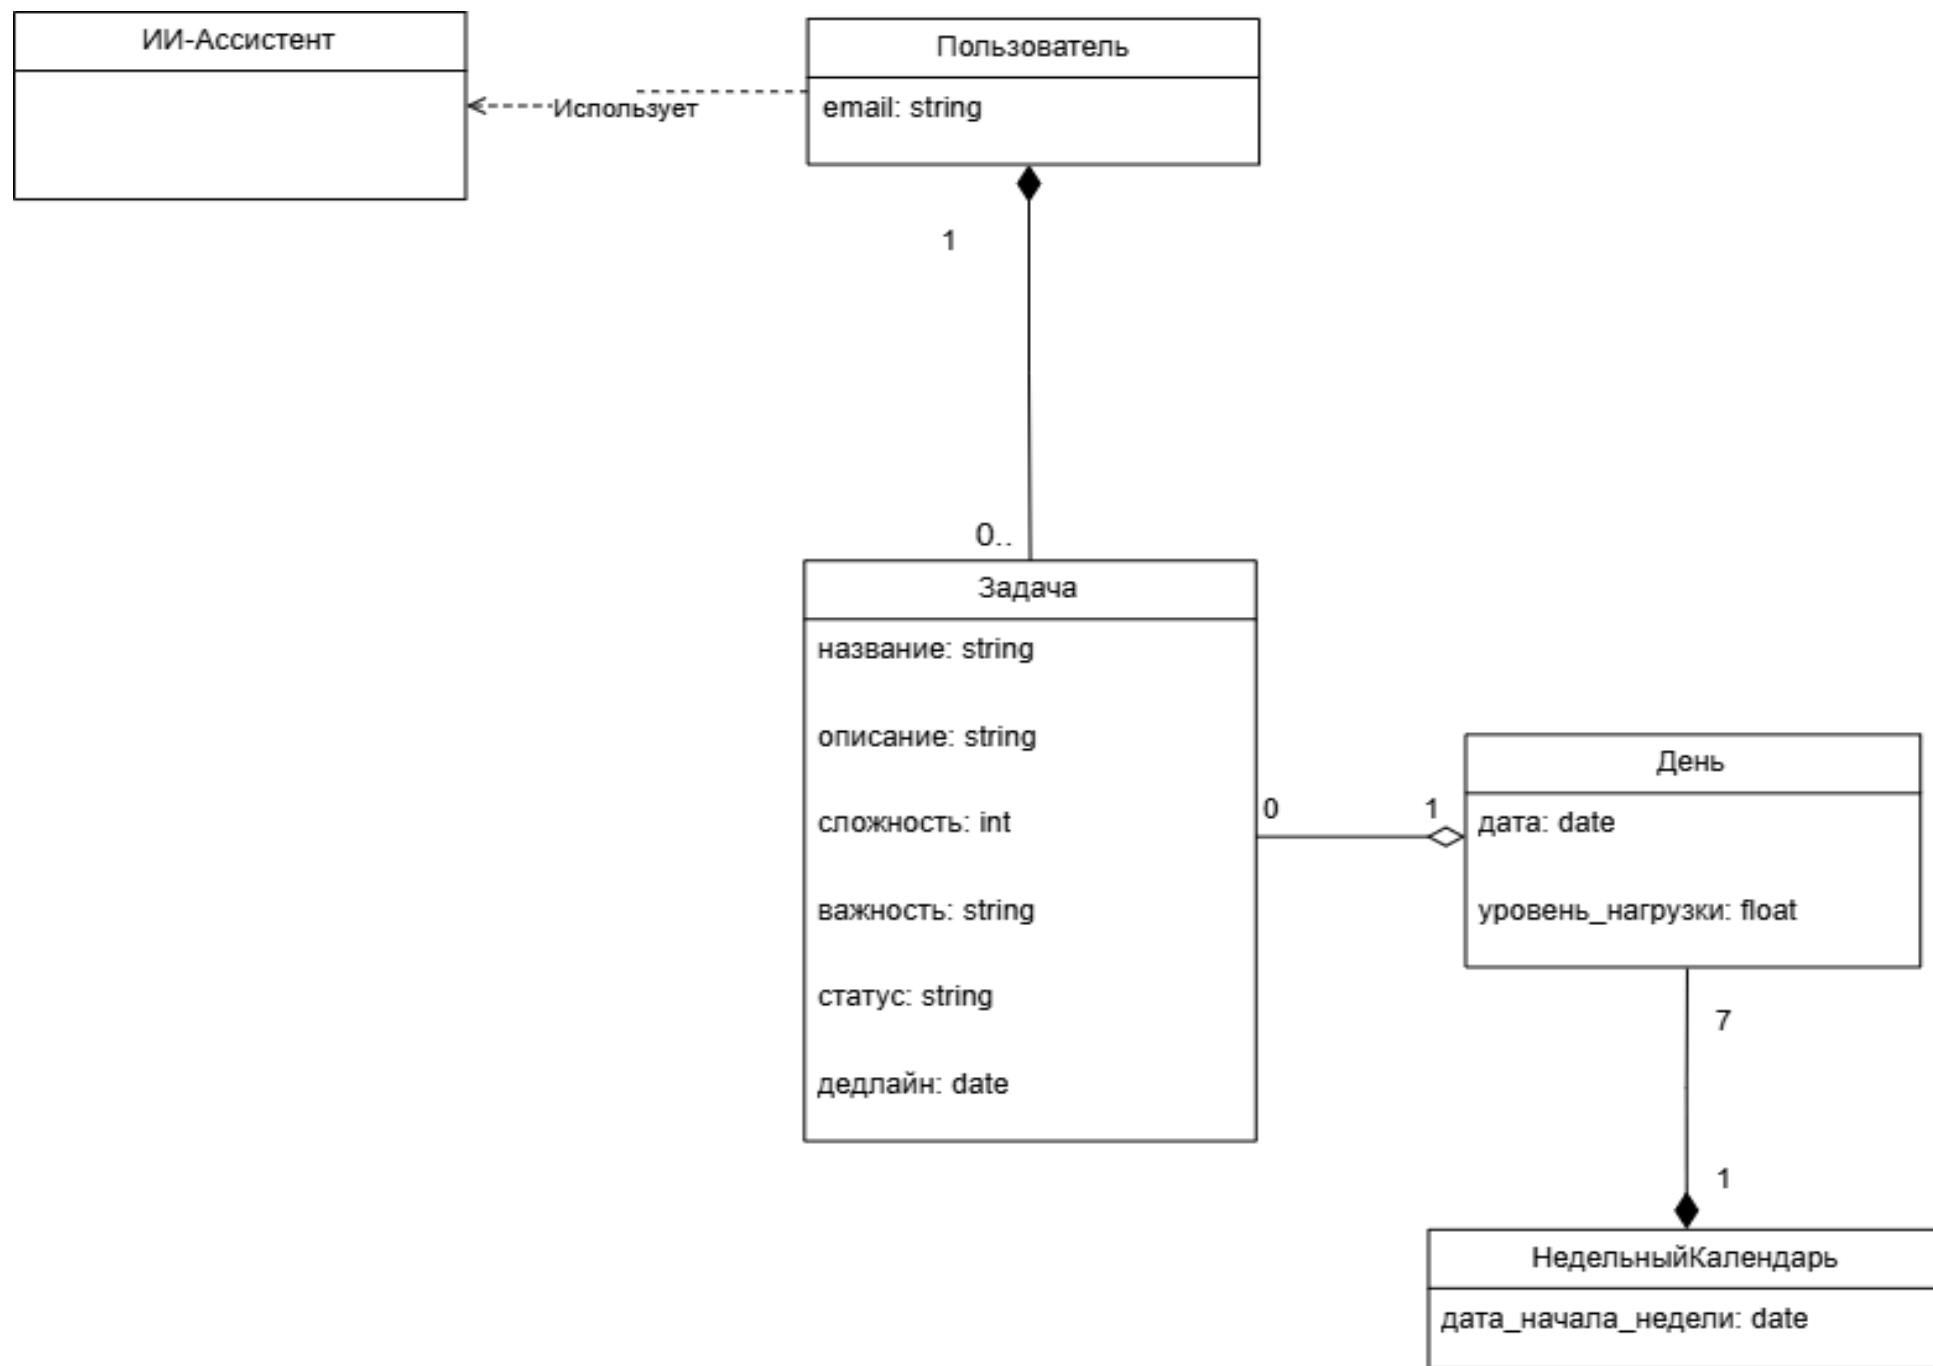 ИИ-Ассистент
Пользователь
Использует
email: string
1
0..
Задача
название: string
описание: string
сложность: int
важность: string
статус: string
дедлайн: date
0
1
День
дата: date
уровень_нагрузки: float
7
1
НедельныйКалендарь
дата_начала_недели: date